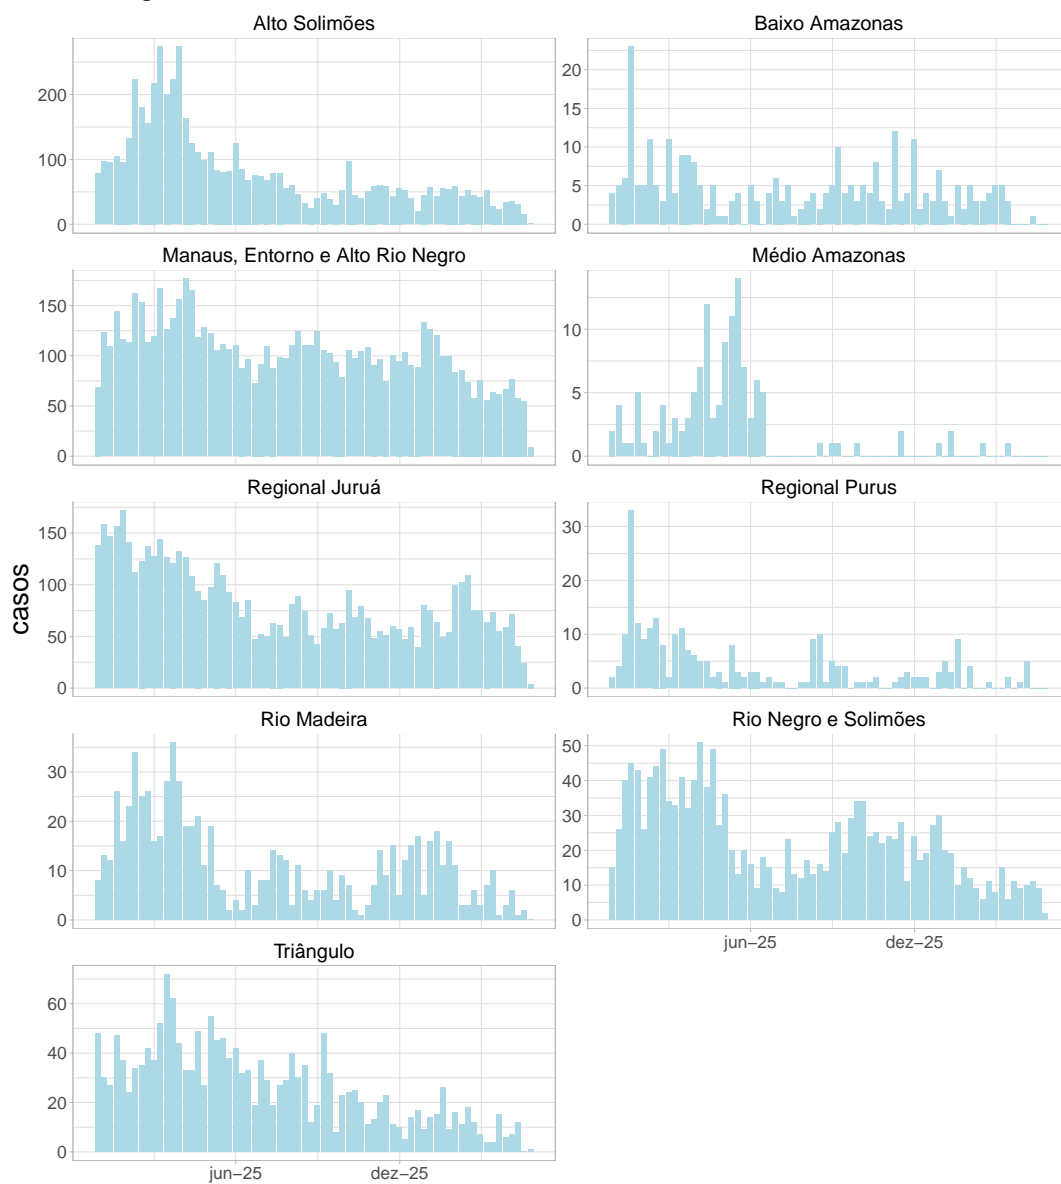 Alto Solimões
Baixo Amazonas
200
100
0
20
15
10
5
0
Manaus, Entorno e Alto Rio Negro
Médio Amazonas
150
100
50
0
10
5
0
Regional Juruá
Regional Purus
150
100
50
0
30
20
10
0
casos
Rio Madeira
Rio Negro e Solimões
30
20
10
0
50
40
30
20
10
0
jun−25
dez−25
Triângulo
60
40
20
0
jun−25
dez−25